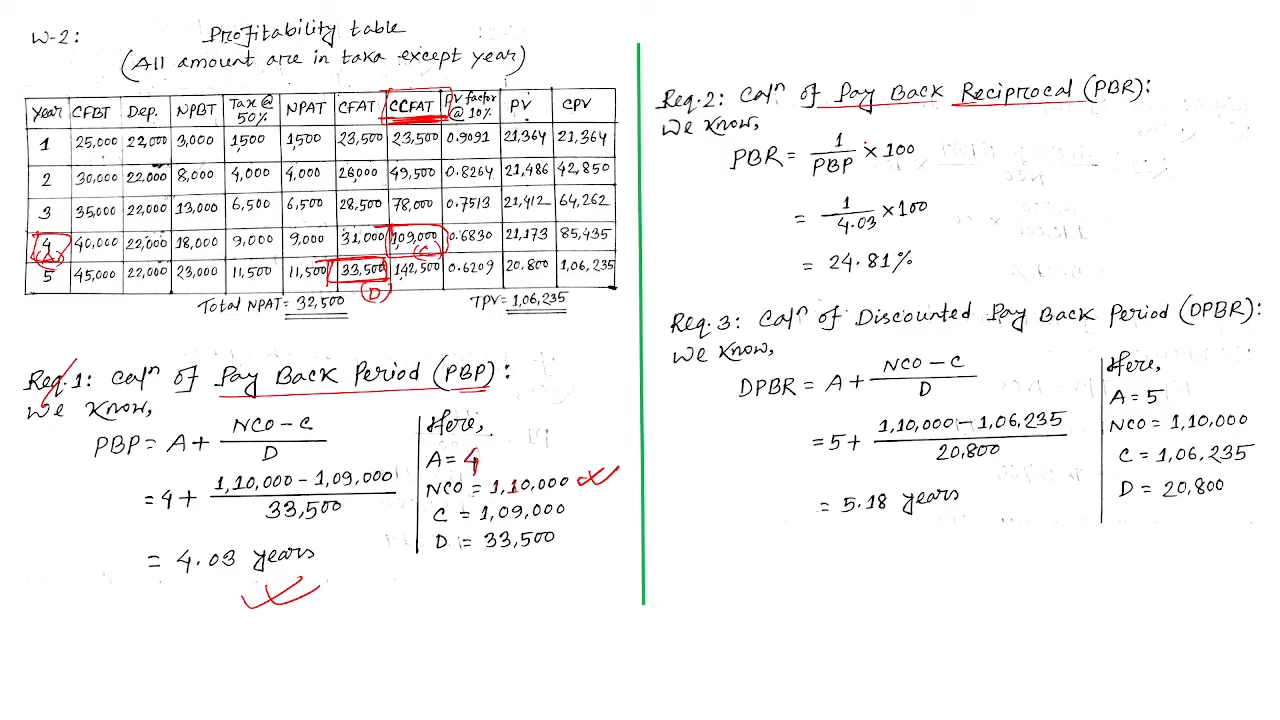 W-2: Profitability table
(All amount are in taka except year)
Year CFBT Dep. NPBT Tax @ 50% NPAT CFAT CCFAT PV factor @ 10% PV CPV
1 25,000 22,000 3,000 1,500 1,500 23,500 23,500 0.9091 21,364 21,364
2 30,000 22,000 8,000 4,000 4,000 26,000 49,500 0.8264 21,486 42,850
3 35,000 22,000 13,000 6,500 6,500 28,500 78,000 0.7513 21,412 64,262
4 40,000 22,000 18,000 9,000 9,000 31,000 109,000 0.6830 21,173 85,435
(A) (C)
5 45,000 22,000 23,000 11,500 11,500 33,500 142,500 0.6209 20,800 1,06,235
(D)
Total NPAT = 32,500 TPV = 1,06,235
Req.1: Calⁿ of Pay Back Period (PBP):
We know,
PBP = A + NCO - C / D
= 4 + 1,10,000 - 1,09,000 / 33,500
= 4.03 years
Here,
A = 4
NCO = 1,10,000
C = 1,09,000
D = 33,500
Req.2: Calⁿ of Pay Back Reciprocal (PBR):
We know,
PBR = 1 / PBP × 100
= 1 / 4.03 × 100
= 24.81%
Req.3: Calⁿ of Discounted Pay Back Period (DPBR):
We know,
DPBR = A + NCO - C / D
= 5 + 1,10,000 - 1,06,235 / 20,800
= 5.18 years
Here,
A = 5
NCO = 1,10,000
C = 1,06,235
D = 20,800